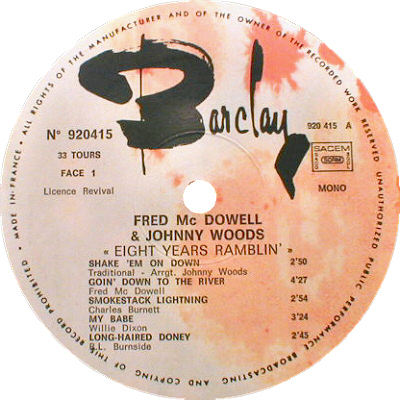 • ALL RIGHTS OF THE MANUFACTURER AND OF THE OWNER OF THE RECORDED WORK RESERVED • UNAUTHORIZED PUBLIC PERFORMANCE BROADCASTING AND COPYING OF THIS RECORD PROHIBITED • MADE IN FRANCE
Barclay
N° 920415
920 415 A
33 TOURS
SACEM
FACE 1
MONO
Licence Revival
FRED Mc DOWELL
& JOHNNY WOODS
« EIGHT YEARS RAMBLIN' »
SHAKE 'EM ON DOWN 2'50
Traditional - Arrgt. Johnny Woods
GOIN' DOWN TO THE RIVER 4'27
Fred Mc Dowell
SMOKESTACK LIGHTNING 2'54
Charles Burnett
MY BABE 3'24
Willie Dixon
LONG-HAIRED DONEY 2'45
B.L. Burnside